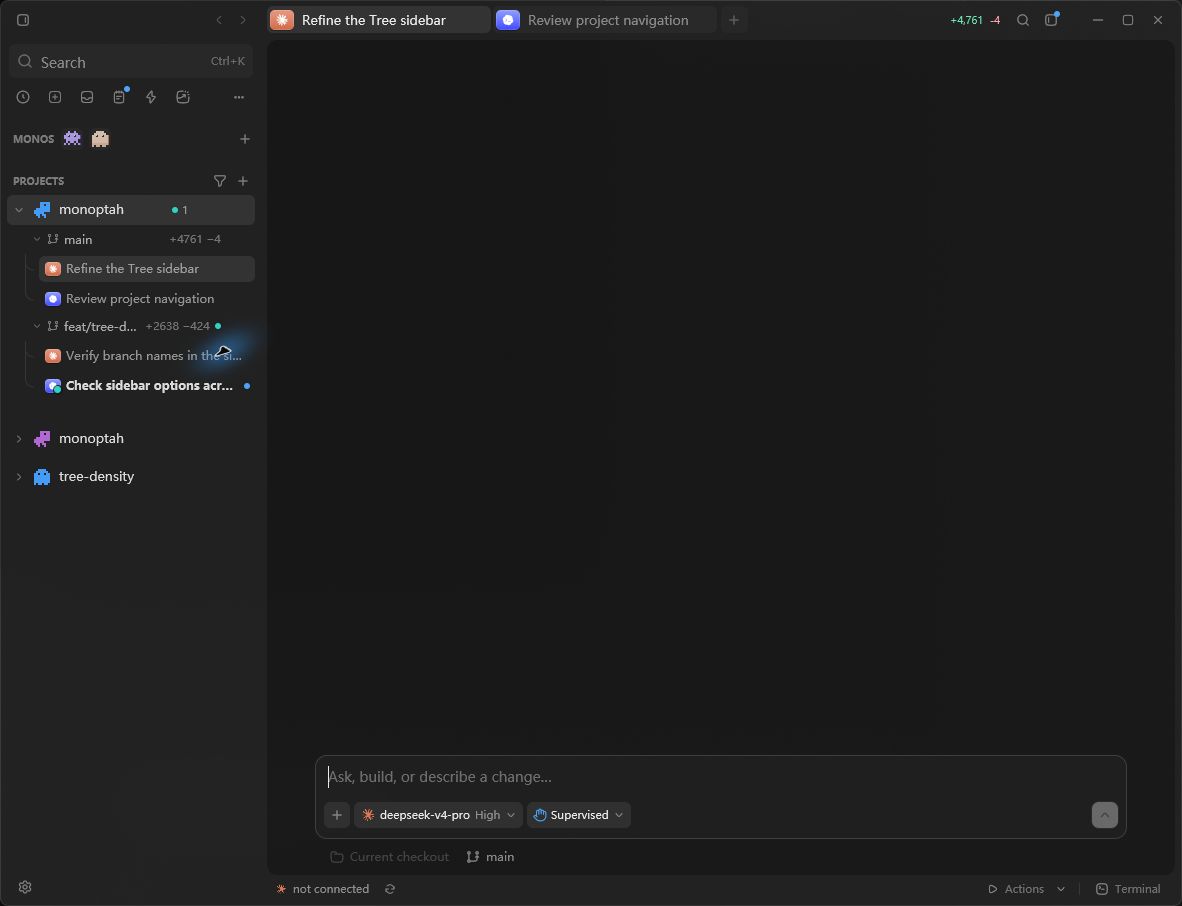 Refine the Tree sidebar
Review project navigation
+4,761 -4
Search
Ctrl+K
MONOS
PROJECTS
monoptah
1
main
+4761 −4
Refine the Tree sidebar
Review project navigation
feat/tree-d...
+2638 −424
Verify branch names in the si...
Check sidebar options acr...
monoptah
tree-density
Ask, build, or describe a change...
deepseek-v4-pro High
Supervised
Current checkout
main
not connected
Actions
Terminal